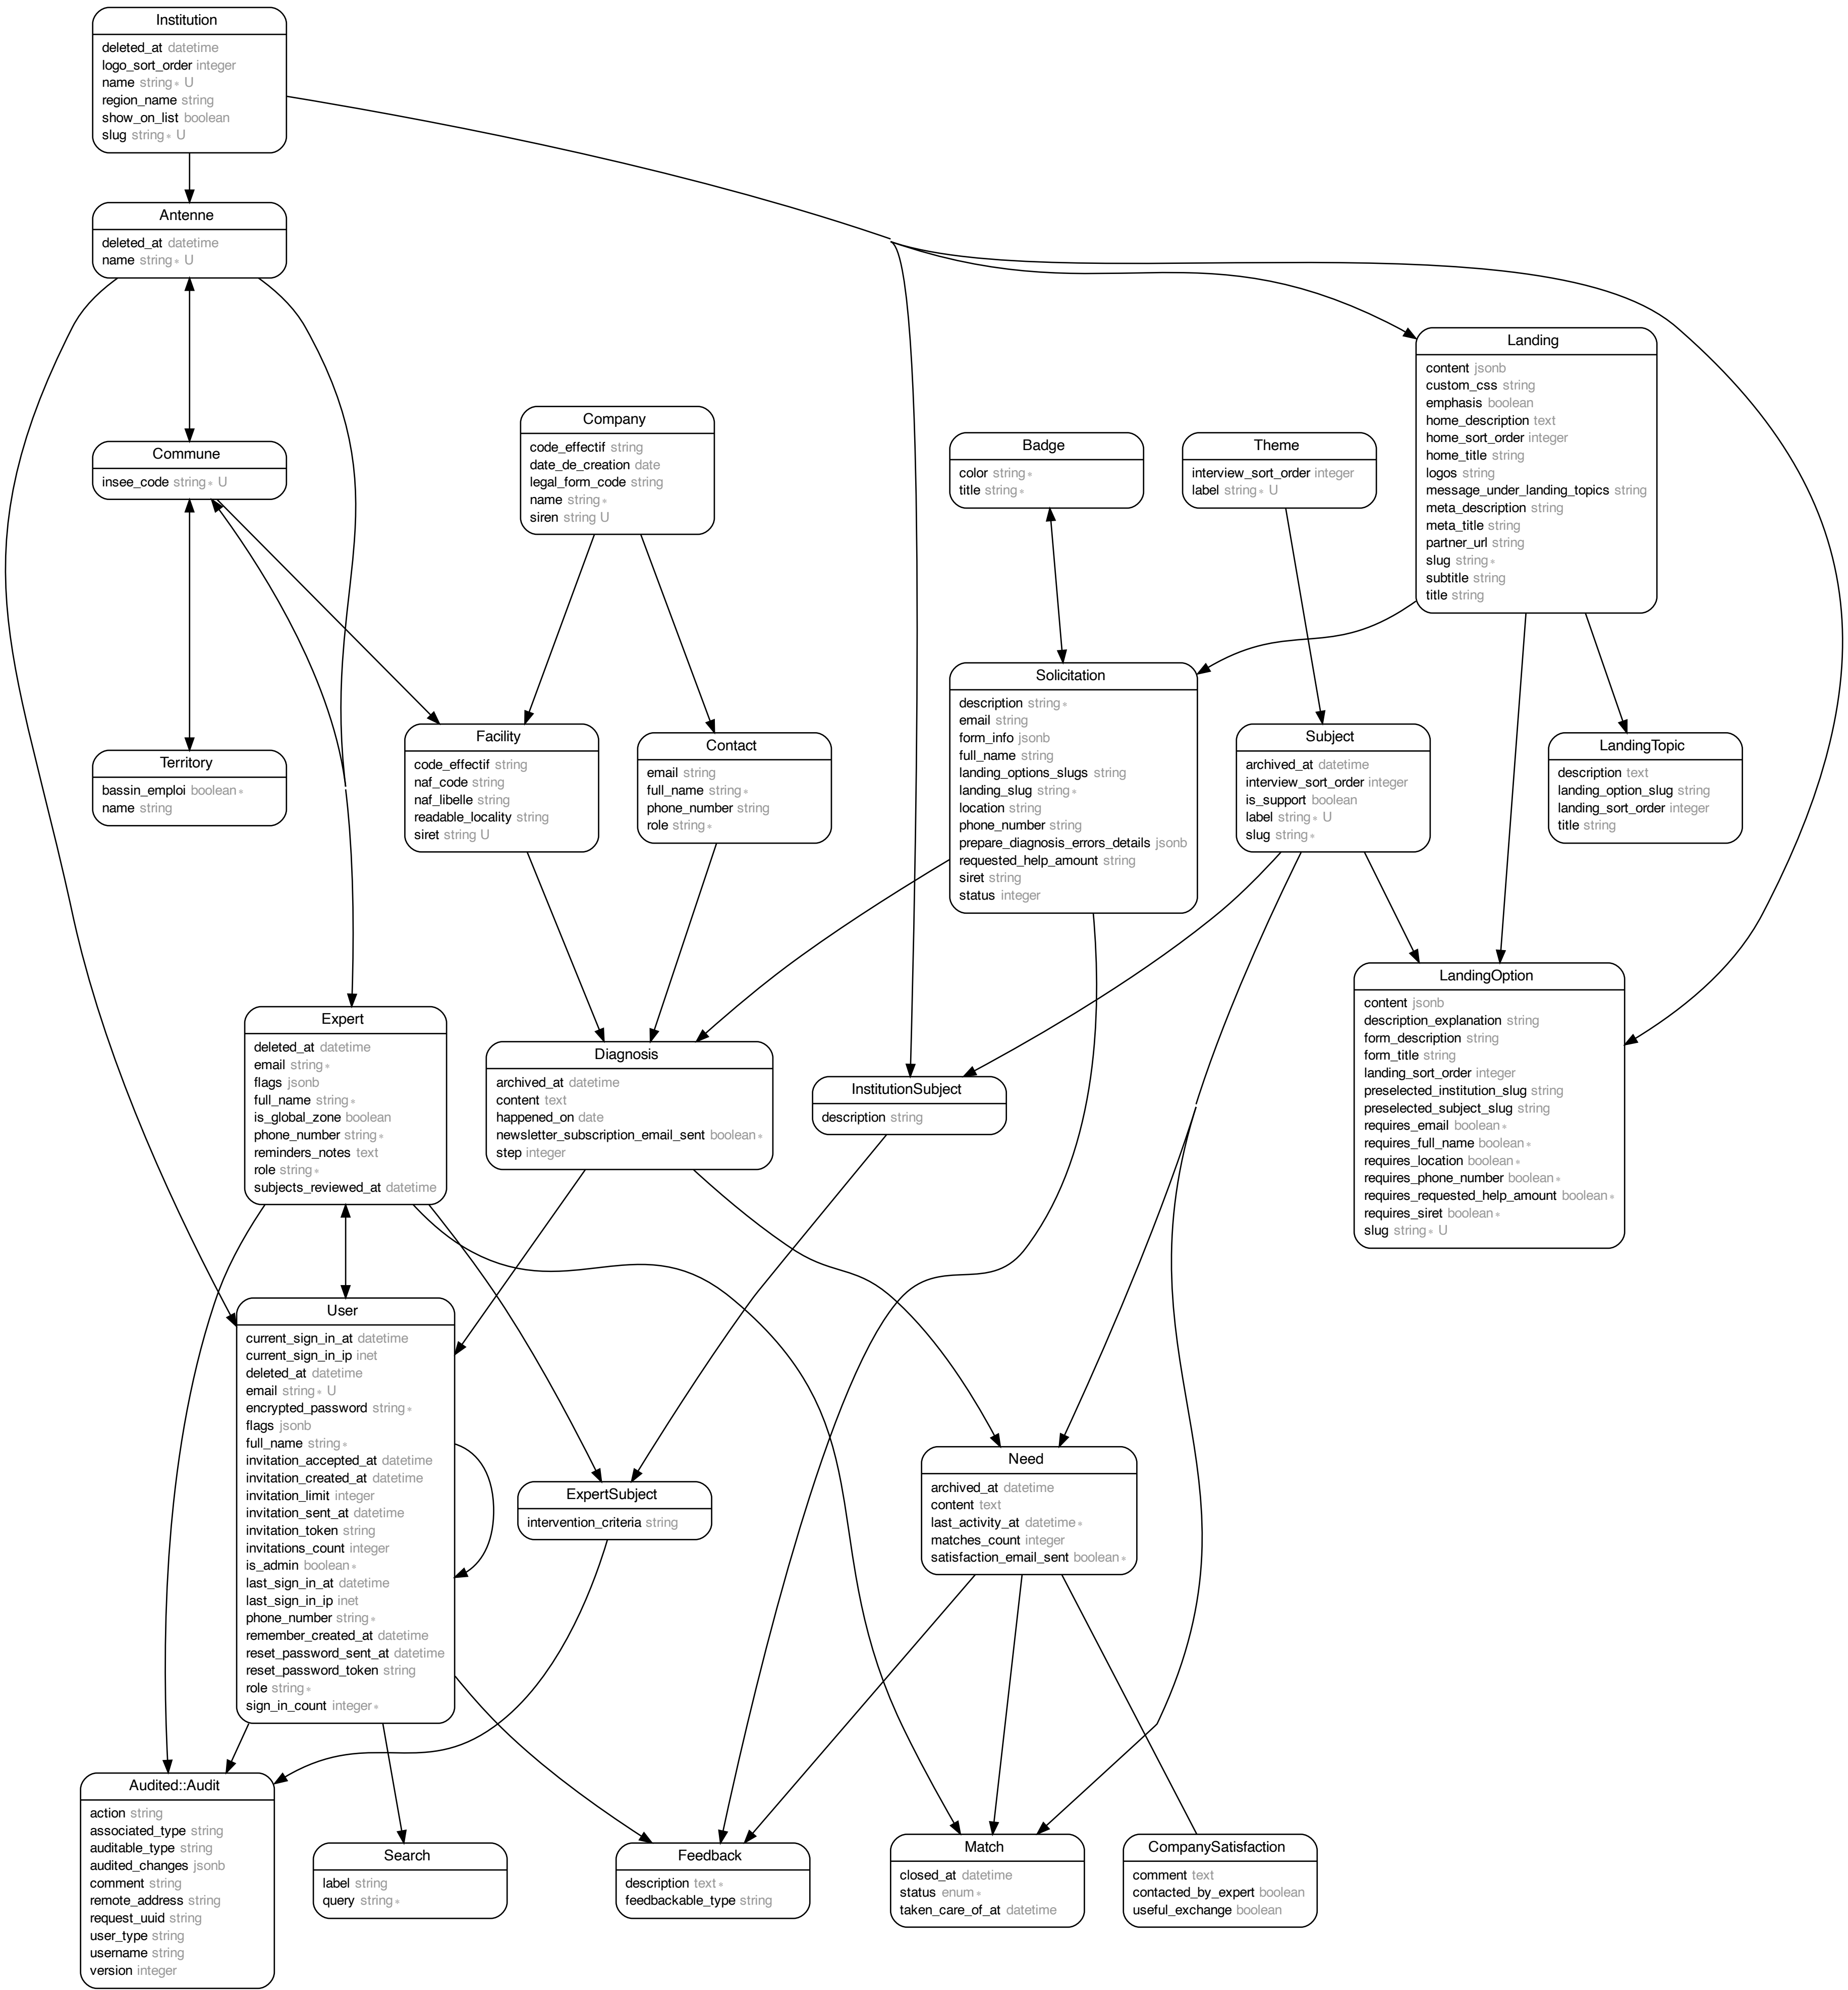 Institution
deleted_at datetime
logo_sort_order integer
name string∗ U
region_name string
show_on_list boolean
slug string∗ U
Antenne
deleted_at datetime
name string∗ U
Landing
content jsonb
custom_css string
emphasis boolean
home_description text
home_sort_order integer
home_title string
logos string
message_under_landing_topics string
meta_description string
meta_title string
partner_url string
slug string∗
subtitle string
title string
Company
code_effectif string
date_de_creation date
legal_form_code string
name string∗
siren string U
Badge
color string∗
title string∗
Theme
interview_sort_order integer
label string∗ U
Commune
insee_code string∗ U
Solicitation
description string∗
email string
form_info jsonb
full_name string
landing_options_slugs string
landing_slug string∗
location string
phone_number string
prepare_diagnosis_errors_details jsonb
requested_help_amount string
siret string
status integer
Facility
code_effectif string
naf_code string
naf_libelle string
readable_locality string
siret string U
Contact
email string
full_name string∗
phone_number string
role string∗
Subject
archived_at datetime
interview_sort_order integer
is_support boolean
label string∗ U
slug string∗
LandingTopic
description text
landing_option_slug string
landing_sort_order integer
title string
Territory
bassin_emploi boolean∗
name string
LandingOption
content jsonb
description_explanation string
form_description string
form_title string
landing_sort_order integer
preselected_institution_slug string
preselected_subject_slug string
requires_email boolean∗
requires_full_name boolean∗
requires_location boolean∗
requires_phone_number boolean∗
requires_requested_help_amount boolean∗
requires_siret boolean∗
slug string∗ U
Expert
deleted_at datetime
email string∗
flags jsonb
full_name string∗
is_global_zone boolean
phone_number string∗
reminders_notes text
role string∗
subjects_reviewed_at datetime
Diagnosis
archived_at datetime
content text
happened_on date
newsletter_subscription_email_sent boolean∗
step integer
InstitutionSubject
description string
User
current_sign_in_at datetime
current_sign_in_ip inet
deleted_at datetime
email string∗ U
encrypted_password string∗
flags jsonb
full_name string∗
invitation_accepted_at datetime
invitation_created_at datetime
invitation_limit integer
invitation_sent_at datetime
invitation_token string
invitations_count integer
is_admin boolean∗
last_sign_in_at datetime
last_sign_in_ip inet
phone_number string∗
remember_created_at datetime
reset_password_sent_at datetime
reset_password_token string
role string∗
sign_in_count integer∗
ExpertSubject
intervention_criteria string
Need
archived_at datetime
content text
last_activity_at datetime∗
matches_count integer
satisfaction_email_sent boolean∗
Audited::Audit
action string
associated_type string
auditable_type string
audited_changes jsonb
comment string
remote_address string
request_uuid string
user_type string
username string
version integer
Search
label string
query string∗
Feedback
description text∗
feedbackable_type string
Match
closed_at datetime
status enum∗
taken_care_of_at datetime
CompanySatisfaction
comment text
contacted_by_expert boolean
useful_exchange boolean